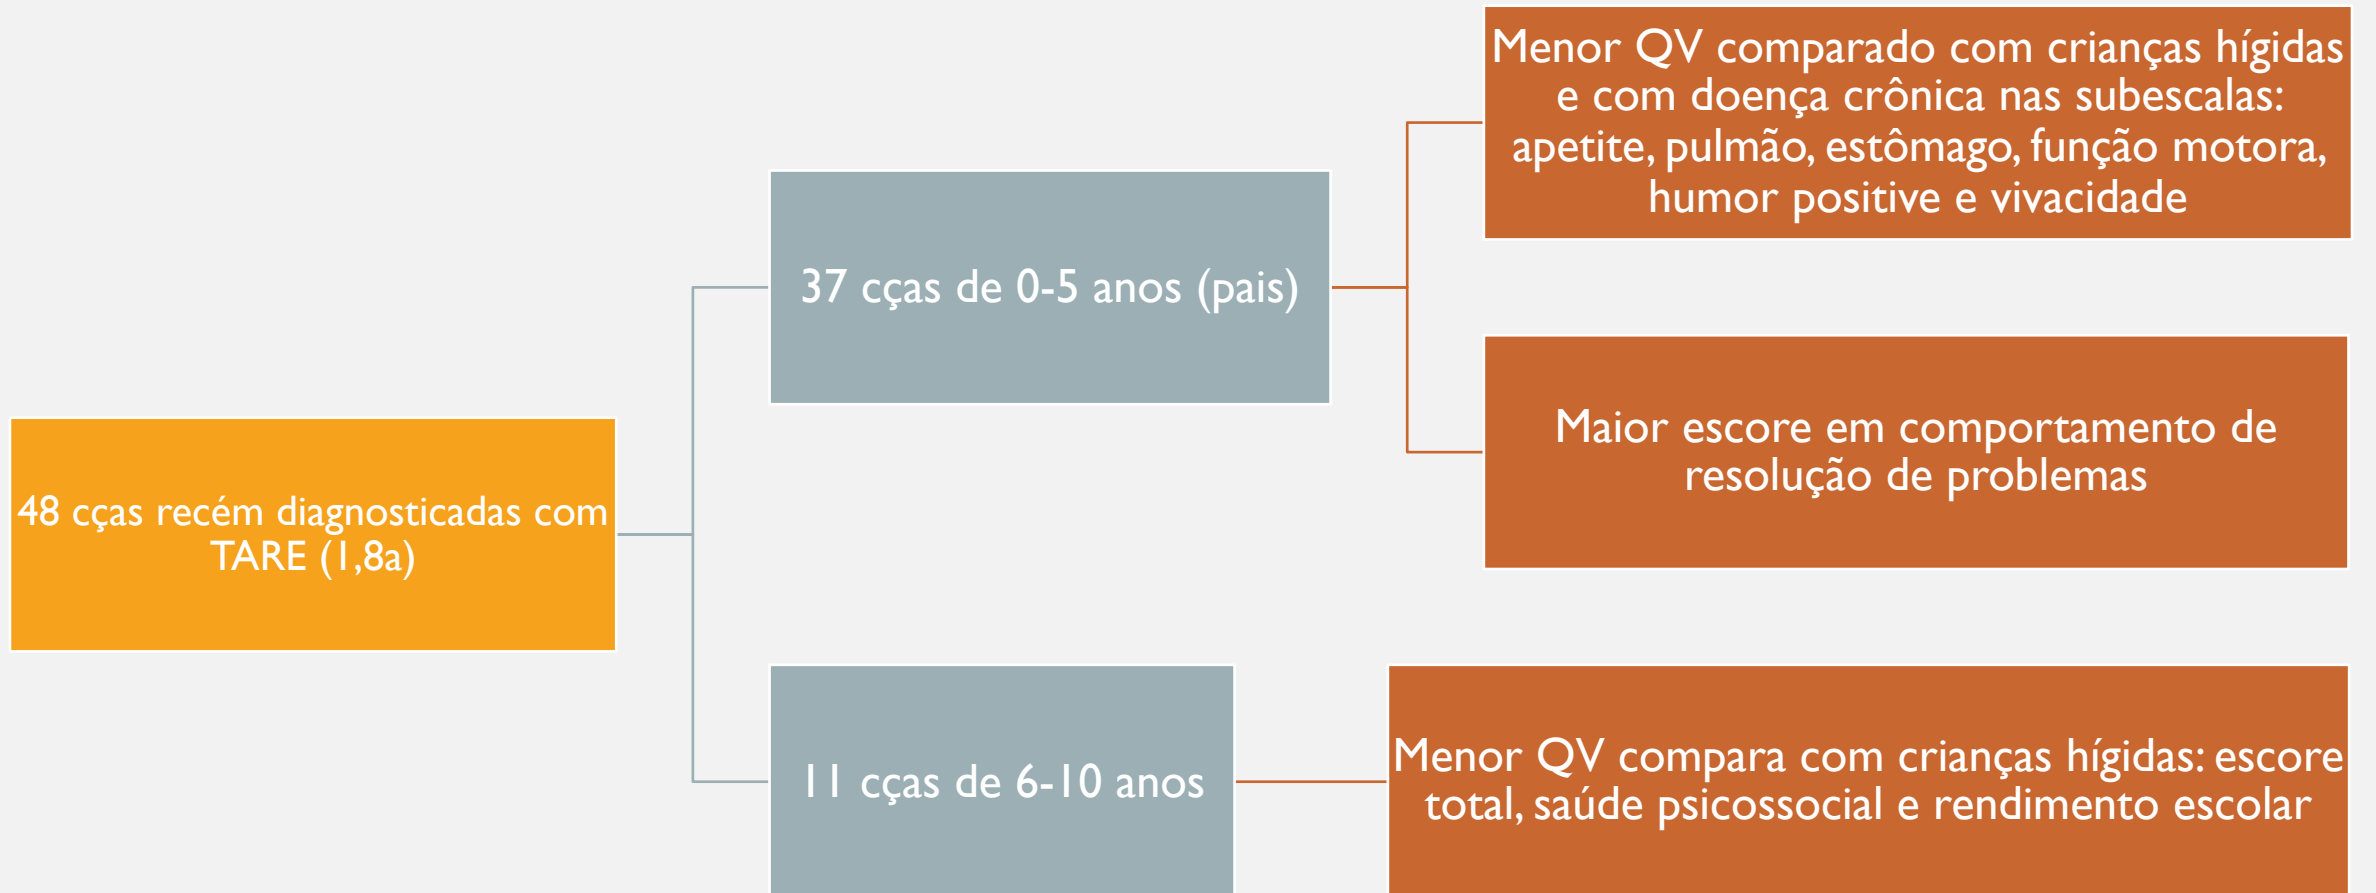 48 cças recém diagnosticadas com
TARE (1,8a)
37 cças de 0-5 anos (pais)
Menor QV comparado com crianças hígidas
e com doença crônica nas subescalas:
apetite, pulmão, estômago, função motora,
humor positive e vivacidade
Maior escore em comportamento de
resolução de problemas
11 cças de 6-10 anos
Menor QV compara com crianças hígidas: escore
total, saúde psicossocial e rendimento escolar